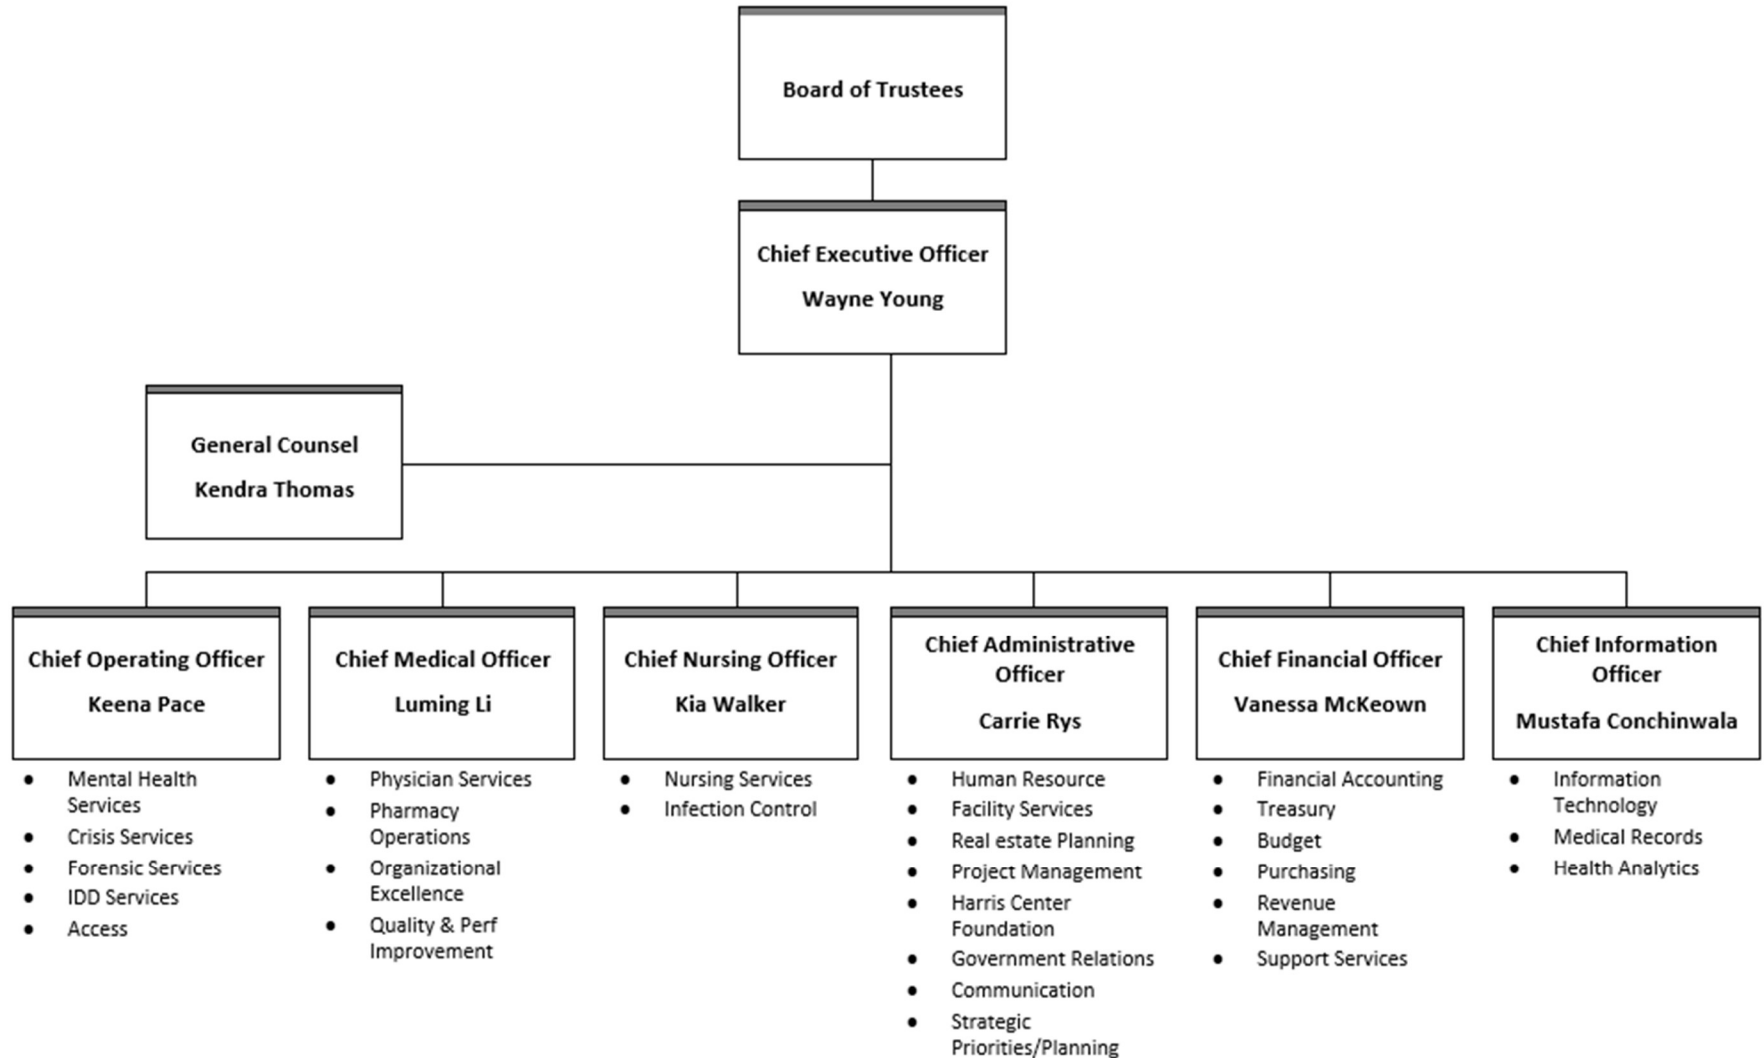 Board of Trustees
Chief Executive Officer
Wayne Young
General Counsel
Kendra Thomas
Chief Operating Officer
Keena Pace
● Mental Health
Services
● Crisis Services
● Forensic Services
● IDD Services
● Access
Chief Medical Officer
Luming Li
● Physician Services
● Pharmacy
Operations
● Organizational
Excellence
● Quality & Perf
Improvement
Chief Nursing Officer
Kia Walker
● Nursing Services
● Infection Control
Chief Administrative
Officer
Carrie Rys
● Human Resource
● Facility Services
● Real estate Planning
● Project Management
● Harris Center
Foundation
● Government Relations
● Communication
● Strategic
Priorities/Planning
Chief Financial Officer
Vanessa McKeown
● Financial Accounting
● Treasury
● Budget
● Purchasing
● Revenue
Management
● Support Services
Chief Information
Officer
Mustafa Conchinwala
● Information
Technology
● Medical Records
● Health Analytics